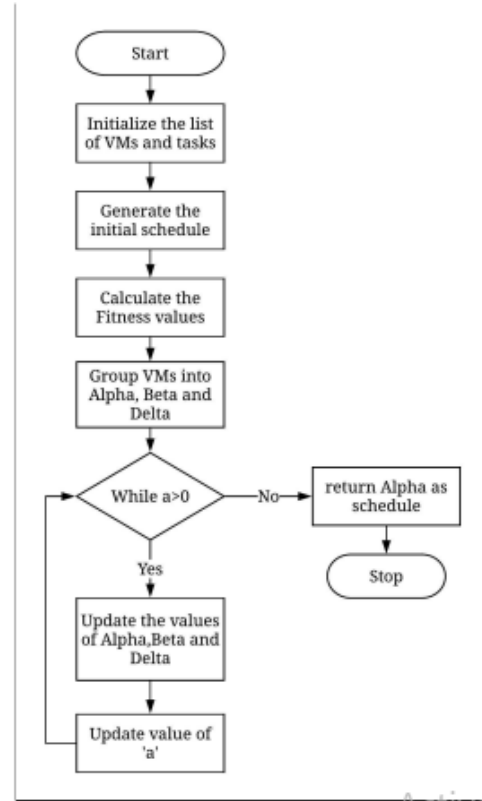 Start
Initialize the list
of VMs and tasks
Generate the
initial schedule
Calculate the
Fitness values
Group VMs into
Alpha, Beta and
Delta
While a>0
No
return Alpha as
schedule
Stop
Yes
Update the values
of Alpha,Beta and
Delta
Update value of
'a'